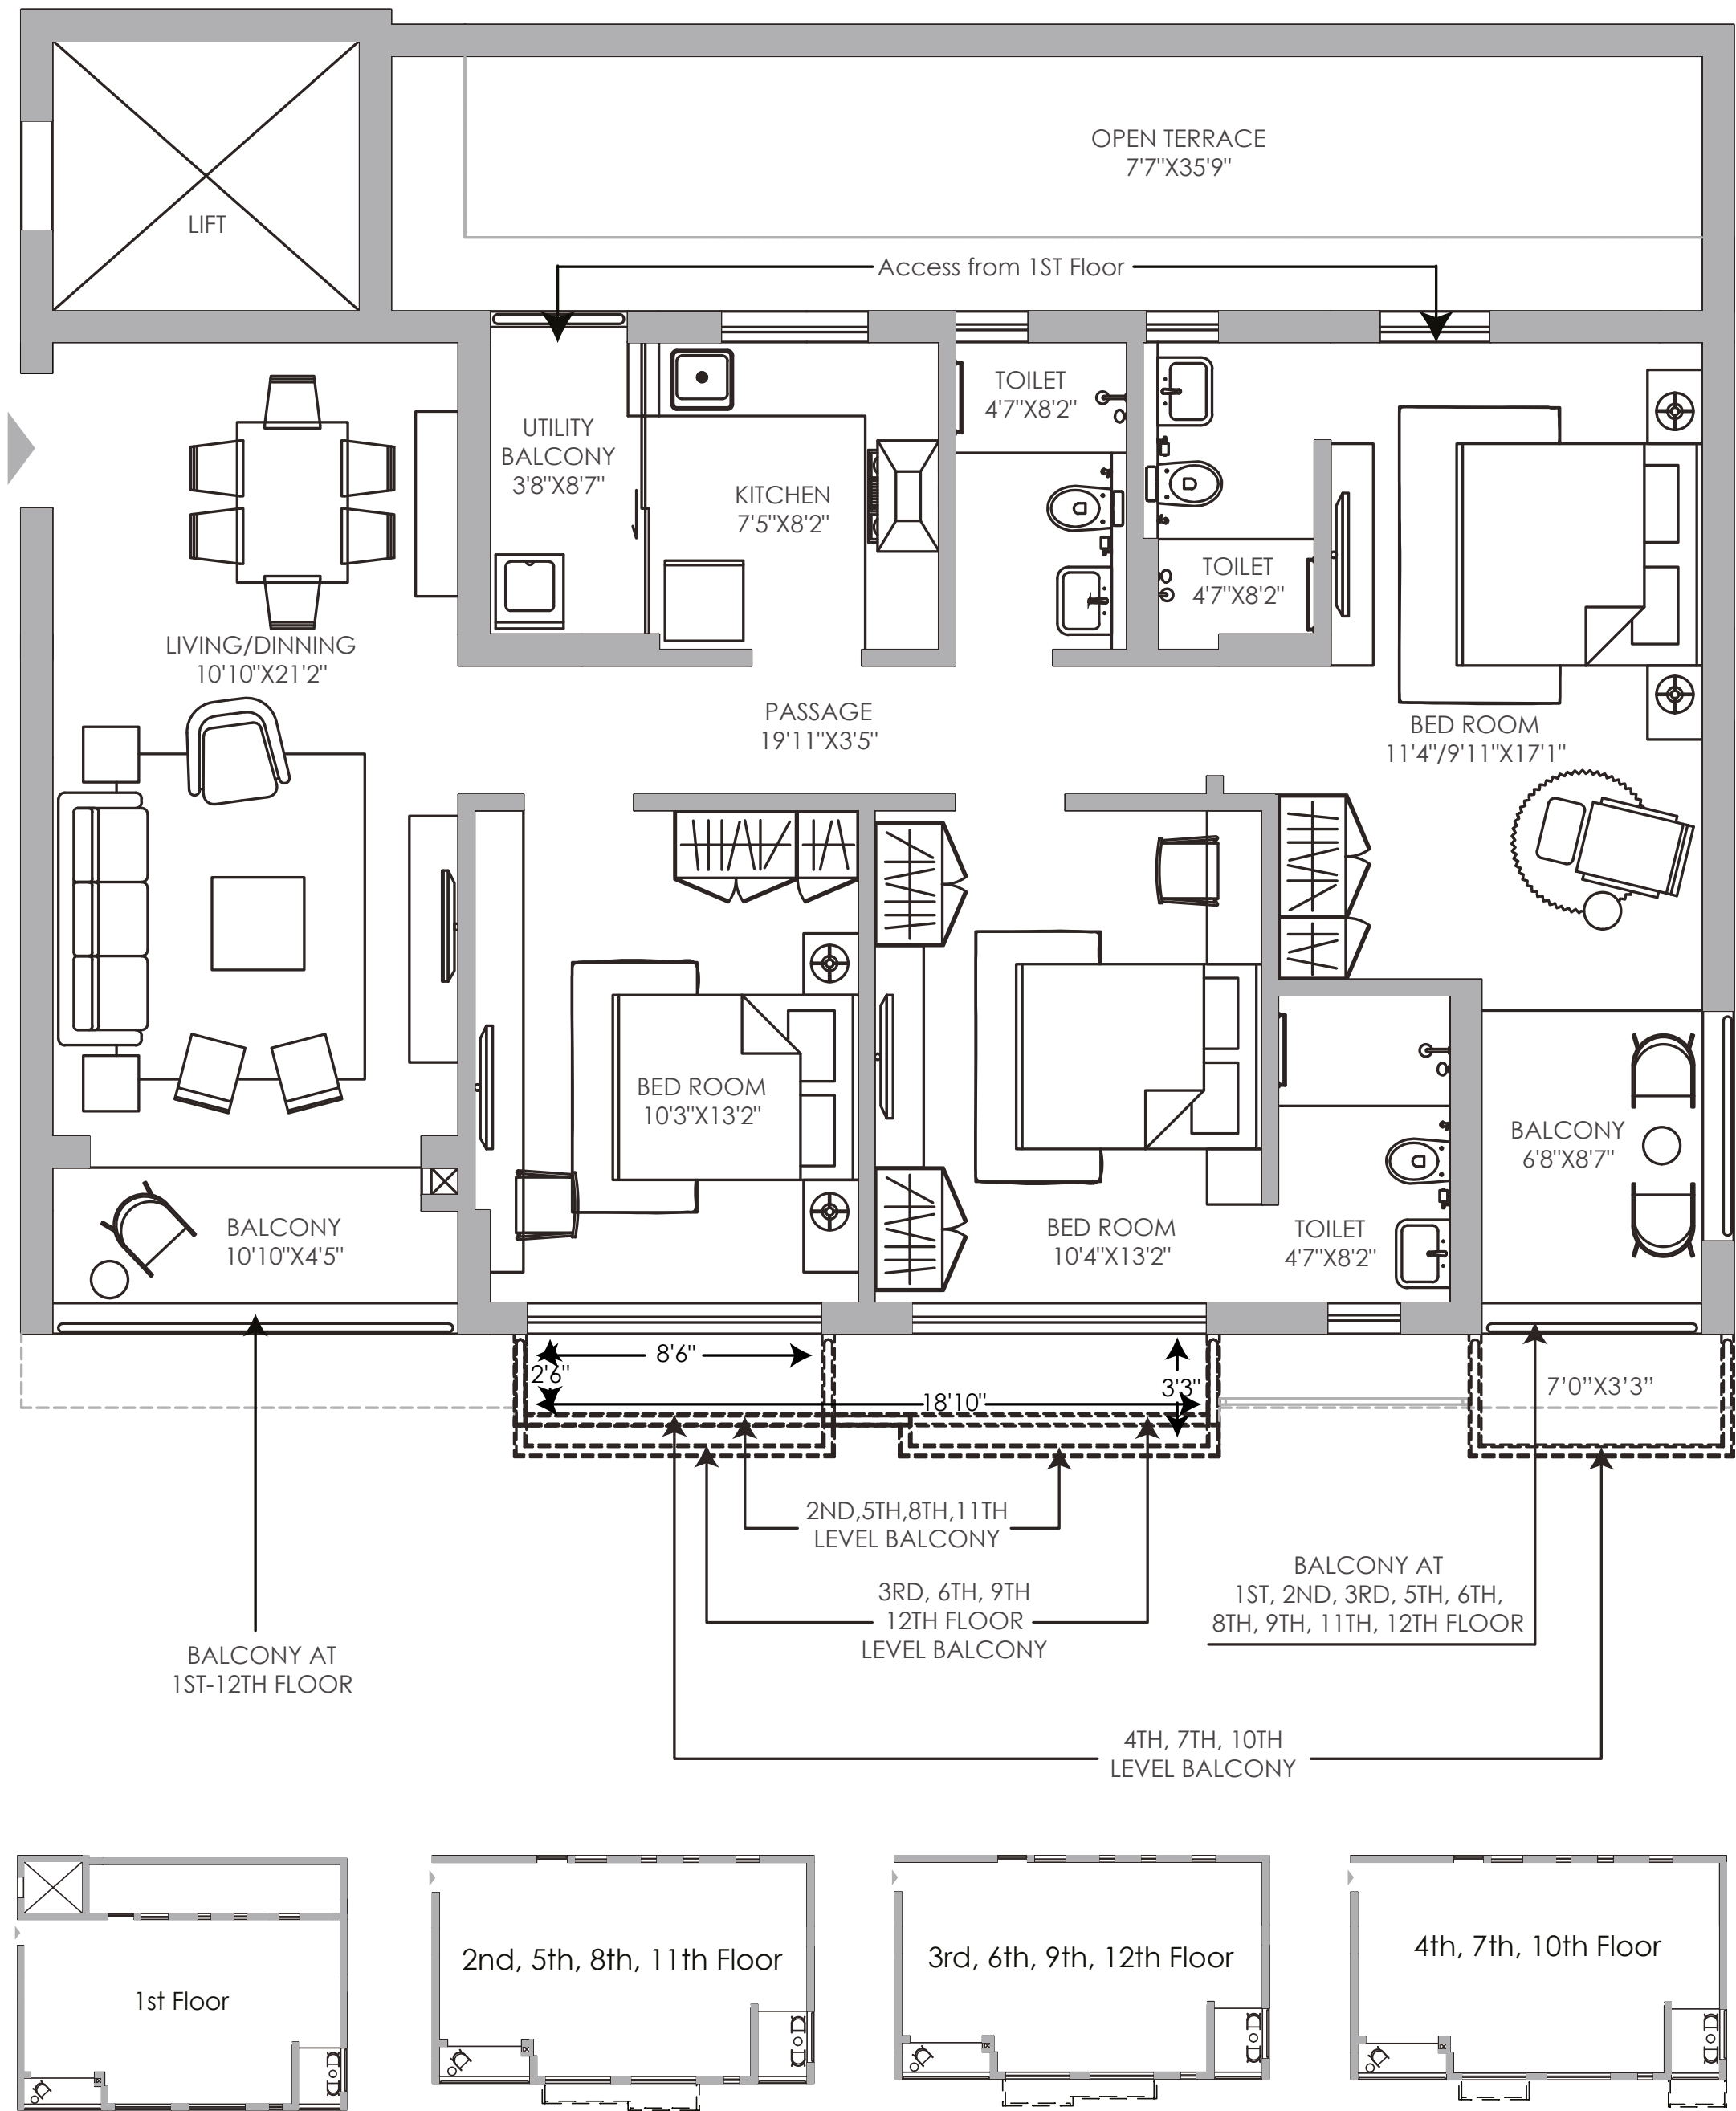 OPEN TERRACE
7'7"X35'9"
LIFT
Access from 1ST Floor
TOILET
4'7"X8'2"
UTILITY
BALCONY
3'8"X8'7"
KITCHEN
7'5"X8'2"
TOILET
4'7"X8'2"
LIVING/DINNING
10'10"X21'2"
PASSAGE
19'11"X3'5"
BED ROOM
11'4"/9'11"X17'1"
BED ROOM
10'3"X13'2"
BALCONY
6'8"X8'7"
BALCONY
10'10"X4'5"
BED ROOM
10'4"X13'2"
TOILET
4'7"X8'2"
8'6"
2'6"
18'10"
3'3"
7'0"X3'3"
2ND,5TH,8TH,11TH
LEVEL BALCONY
3RD, 6TH, 9TH
12TH FLOOR
LEVEL BALCONY
BALCONY AT
1ST, 2ND, 3RD, 5TH, 6TH,
8TH, 9TH, 11TH, 12TH FLOOR
BALCONY AT
1ST-12TH FLOOR
4TH, 7TH, 10TH
LEVEL BALCONY
1st Floor
2nd, 5th, 8th, 11th Floor
3rd, 6th, 9th, 12th Floor
4th, 7th, 10th Floor